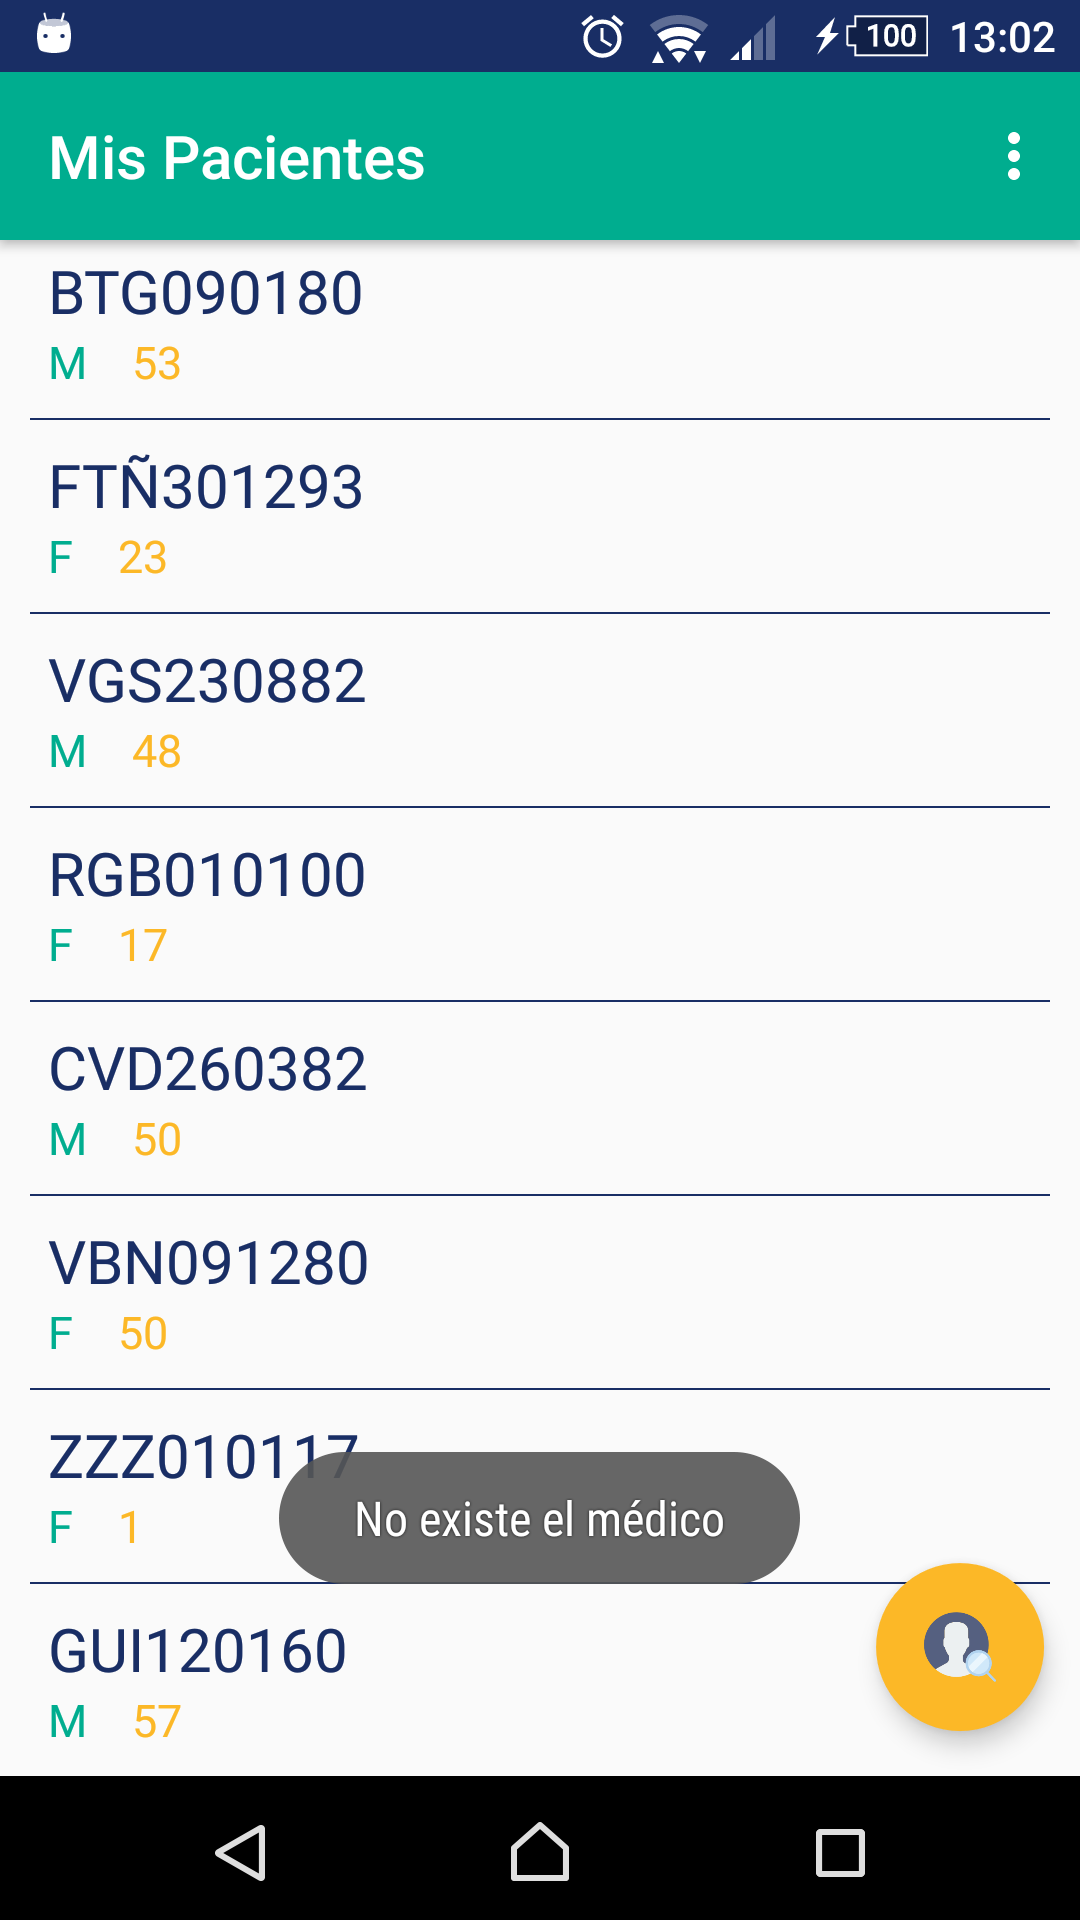 100 13:02
Mis Pacientes
BTG090180
M 53
FTÑ301293
F 23
VGS230882
M 48
RGB010100
F 17
CVD260382
M 50
VBN091280
F 50
ZZZ010117
F 1
No existe el médico
GUI120160
M 57